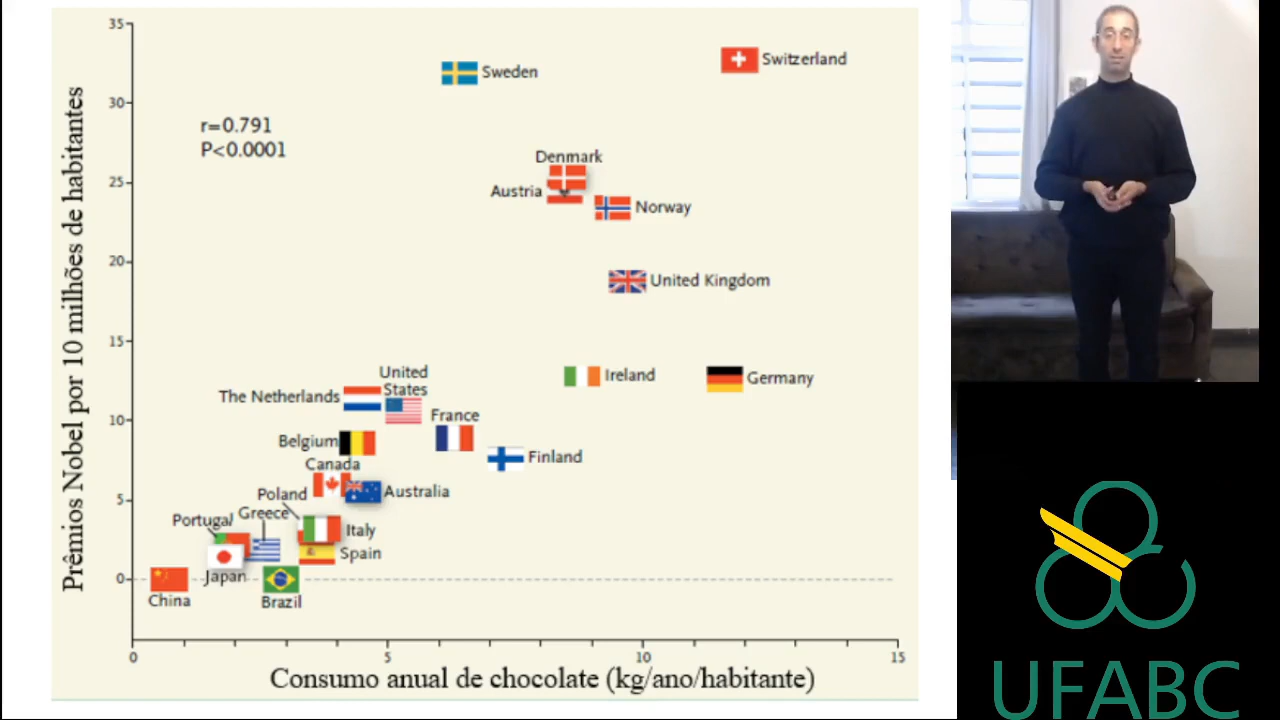 35
30
25
20
15
10
5
0
Prêmios Nobel por 10 milhões de habitantes
r=0.791
P<0.0001
Sweden
Switzerland
Denmark
Austria
Norway
United Kingdom
Ireland
Germany
United
States
The Netherlands
France
Belgium
Finland
Canada
Australia
Poland
Greece
Portugal
Italy
Spain
Japan
China
Brazil
0
5
10
15
Consumo anual de chocolate (kg/ano/habitante)
UFABC